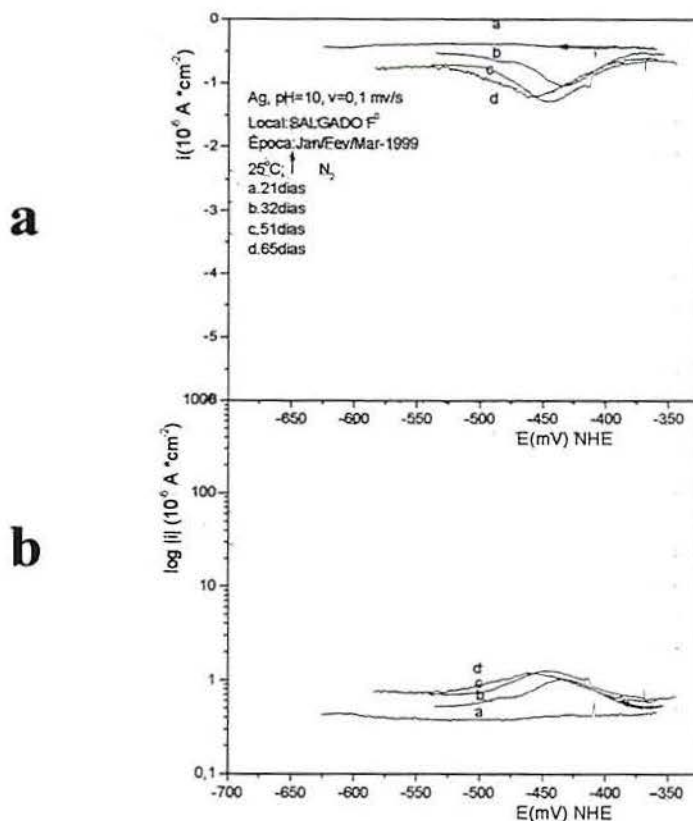 a
0
-1
-2
-3
-4
-5
i(10⁻⁶ A *cm⁻²)
a
b
c
d
Ag, pH=10, v=0,1 mv/s
Local:SALGADO Fº
Época:Jan/Fev/Mar-1999
25°C; N₂
a.21dias
b.32dias
c.51dias
d.65dias
-650 -600 -550 -500 -450 -400 -350
E(mV) NHE
b
1000
100
10
1
0,1
log |i| (10⁻⁶ A *cm⁻²)
d
c
b
a
-700 -650 -600 -550 -500 -450 -400 -350
E(mV) NHE